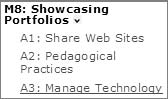 M8: Showcasing
Portfolios
A1: Share Web Sites
A2: Pedagogical
Practices
A3: Manage Technology